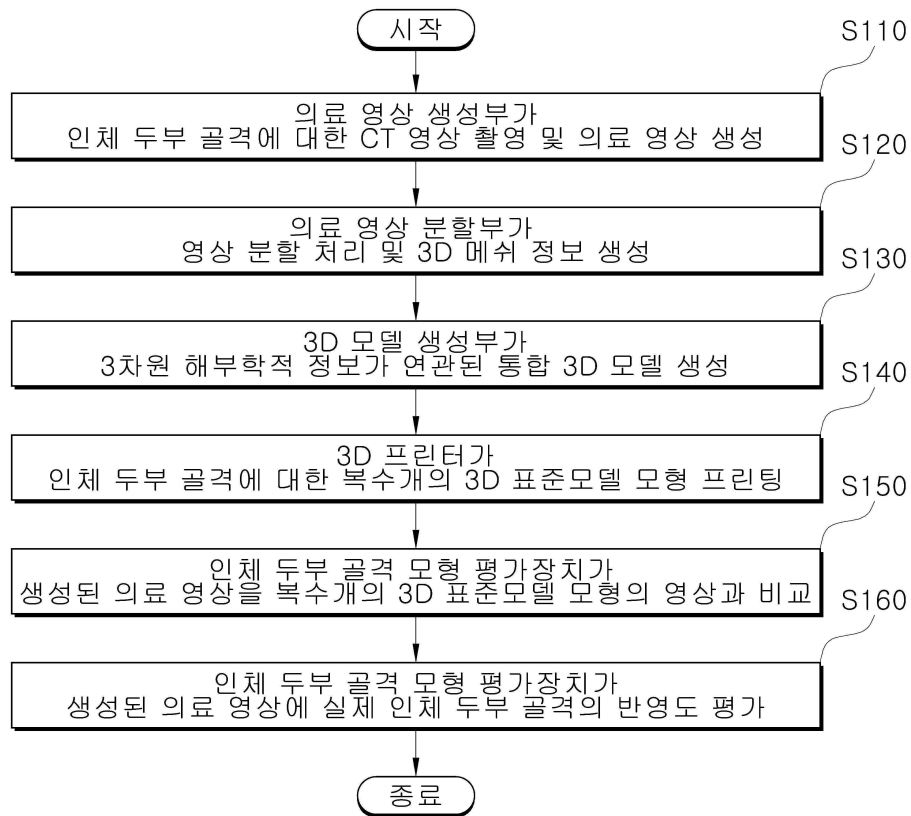 시작
S110
의료 영상 생성부가
인체 두부 골격에 대한 CT 영상 촬영 및 의료 영상 생성
S120
의료 영상 분할부가
영상 분할 처리 및 3D 메쉬 정보 생성
S130
3D 모델 생성부가
3차원 해부학적 정보가 연관된 통합 3D 모델 생성
S140
3D 프린터가
인체 두부 골격에 대한 복수개의 3D 표준모델 모형 프린팅
S150
인체 두부 골격 모형 평가장치가
생성된 의료 영상을 복수개의 3D 표준모델 모형의 영상과 비교
S160
인체 두부 골격 모형 평가장치가
생성된 의료 영상에 실제 인체 두부 골격의 반영도 평가
종료